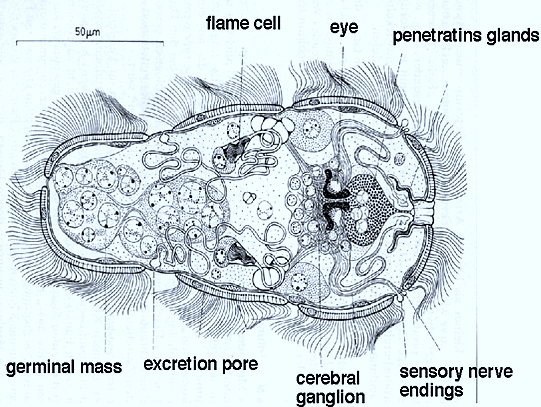 flame cell
eye
penetratins glands
50μm
germinal mass
excretion pore
cerebral
ganglion
sensory nerve
endings